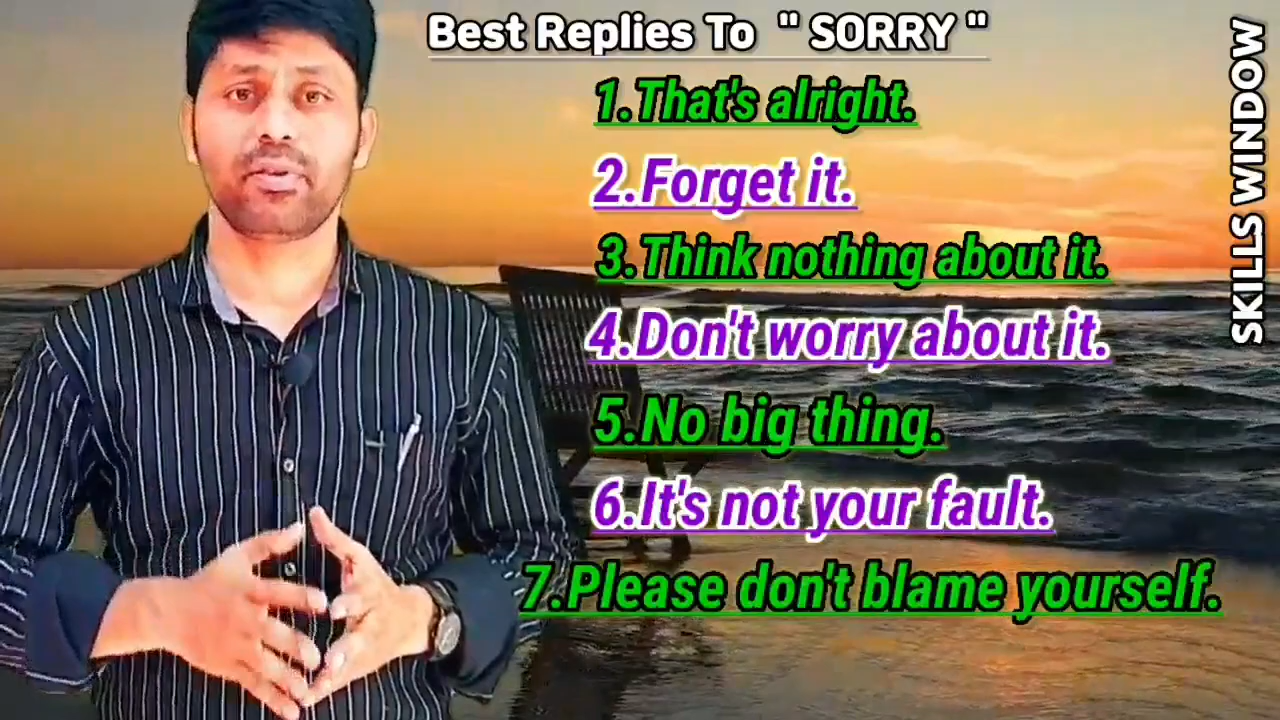 Best Replies To " SORRY "
1.That's alright.
2.Forget it.
3.Think nothing about it.
4.Don't worry about it.
5.No big thing.
6.It's not your fault.
7.Please don't blame yourself.
SKILLS WINDOW